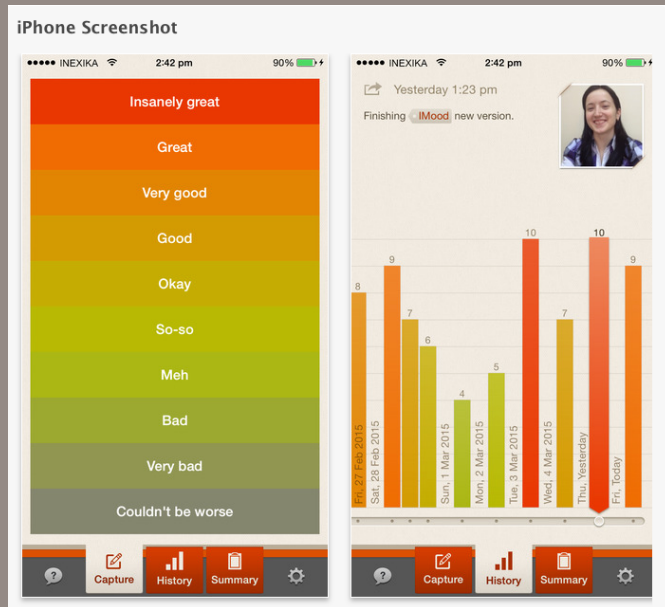 iPhone Screenshot
INEXIKA 2:42 pm 90%
Insanely great
Great
Very good
Good
Okay
So-so
Meh
Bad
Very bad
Couldn't be worse
? Capture History Summary
INEXIKA 2:42 pm 90%
Yesterday 1:23 pm
Finishing IMood new version.
8
9
7
6
4
5
10
7
10
9
Fri, 27 Feb 2015
Sat, 28 Feb 2015
Sun, 1 Mar 2015
Mon, 2 Mar 2015
Tue, 3 Mar 2015
Wed, 4 Mar 2015
Thu, Yesterday
Fri, Today
? Capture History Summary